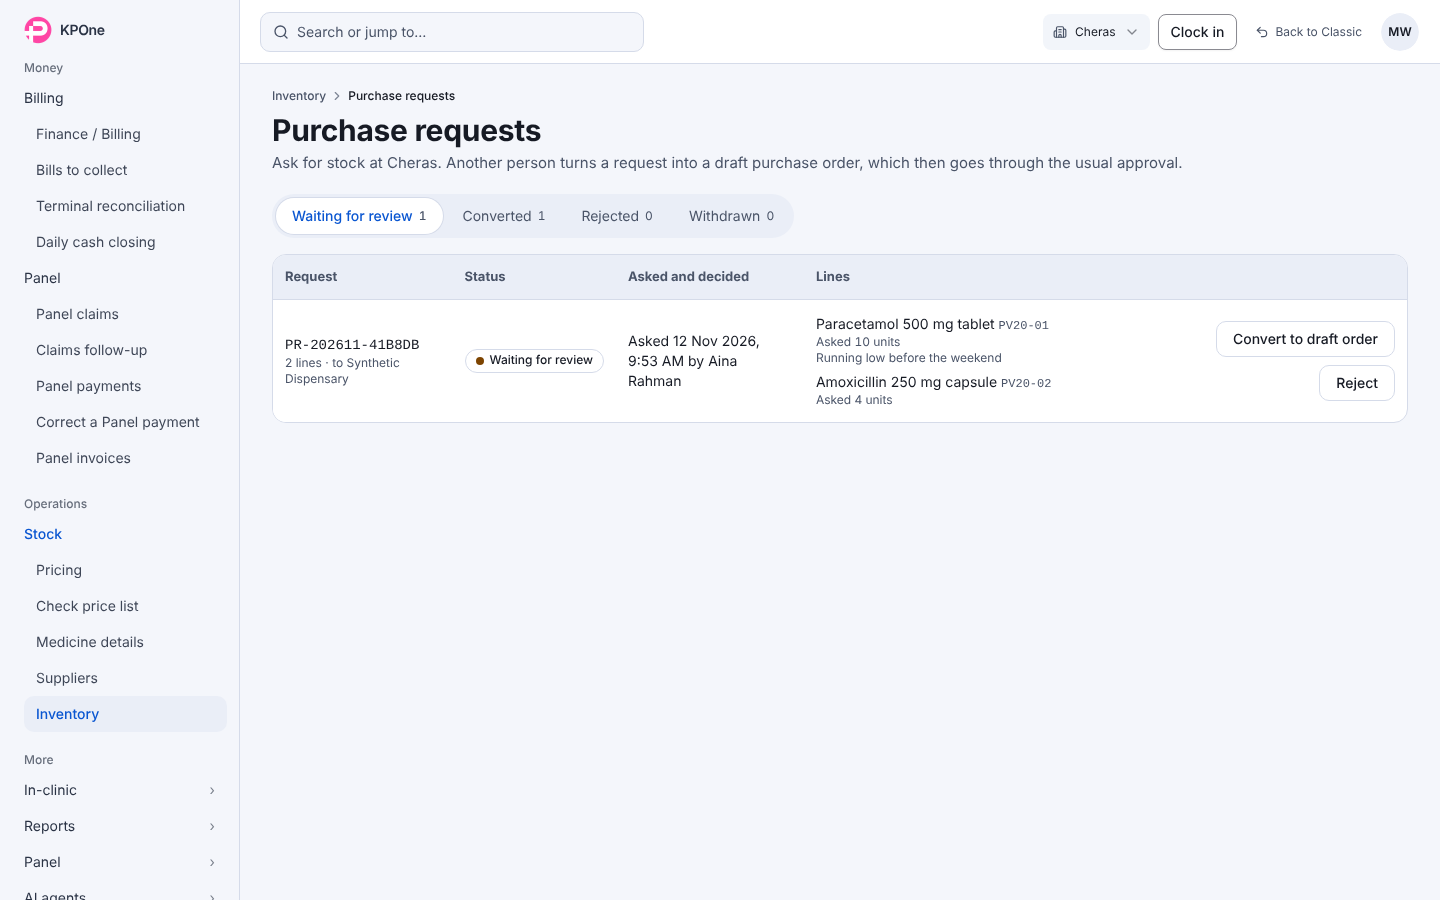 KPOne
Search or jump to...
Cheras
Clock in
Back to Classic
MW
Money
Billing
Finance / Billing
Bills to collect
Terminal reconciliation
Daily cash closing
Panel
Panel claims
Claims follow-up
Panel payments
Correct a Panel payment
Panel invoices
Operations
Stock
Pricing
Check price list
Medicine details
Suppliers
Inventory
More
In-clinic
Reports
Panel
AI agents
Inventory > Purchase requests
Purchase requests
Ask for stock at Cheras. Another person turns a request into a draft purchase order, which then goes through the usual approval.
Waiting for review 1
Converted 1
Rejected 0
Withdrawn 0
Request
Status
Asked and decided
Lines
PR-202611-41B8DB
2 lines · to Synthetic
Dispensary
Waiting for review
Asked 12 Nov 2026,
9:53 AM by Aina
Rahman
Paracetamol 500 mg tablet PV20-01
Asked 10 units
Running low before the weekend
Amoxicillin 250 mg capsule PV20-02
Asked 4 units
Convert to draft order
Reject